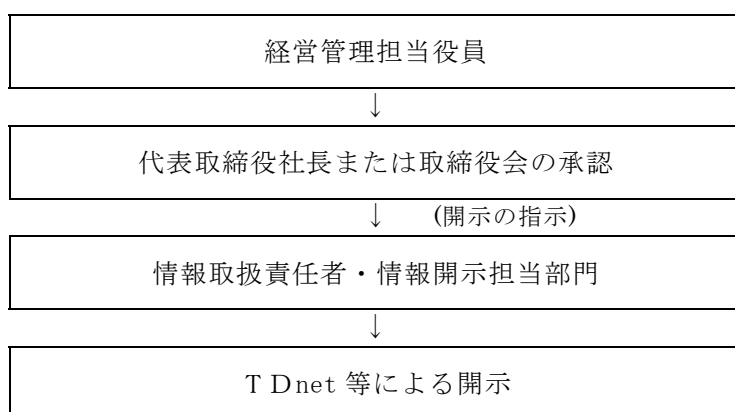 経営管理担当役員
↓
代表取締役社長または取締役会の承認
↓ (開示の指示)
情報取扱責任者・情報開示担当部門
↓
ＴＤnet 等による開示